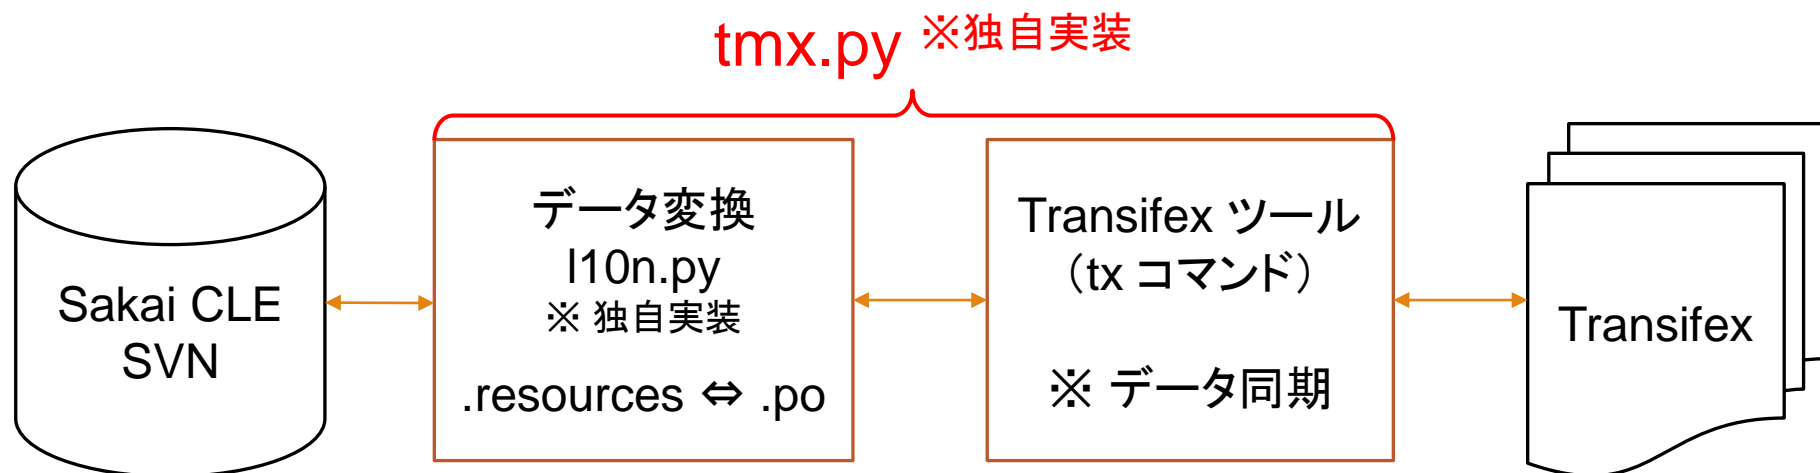 tmx.py ※独自実装
Sakai CLE
SVN
データ変換
l10n.py
※ 独自実装
.resources ⇔ .po
Transifex ツール
（tx コマンド）
※ データ同期
Transifex